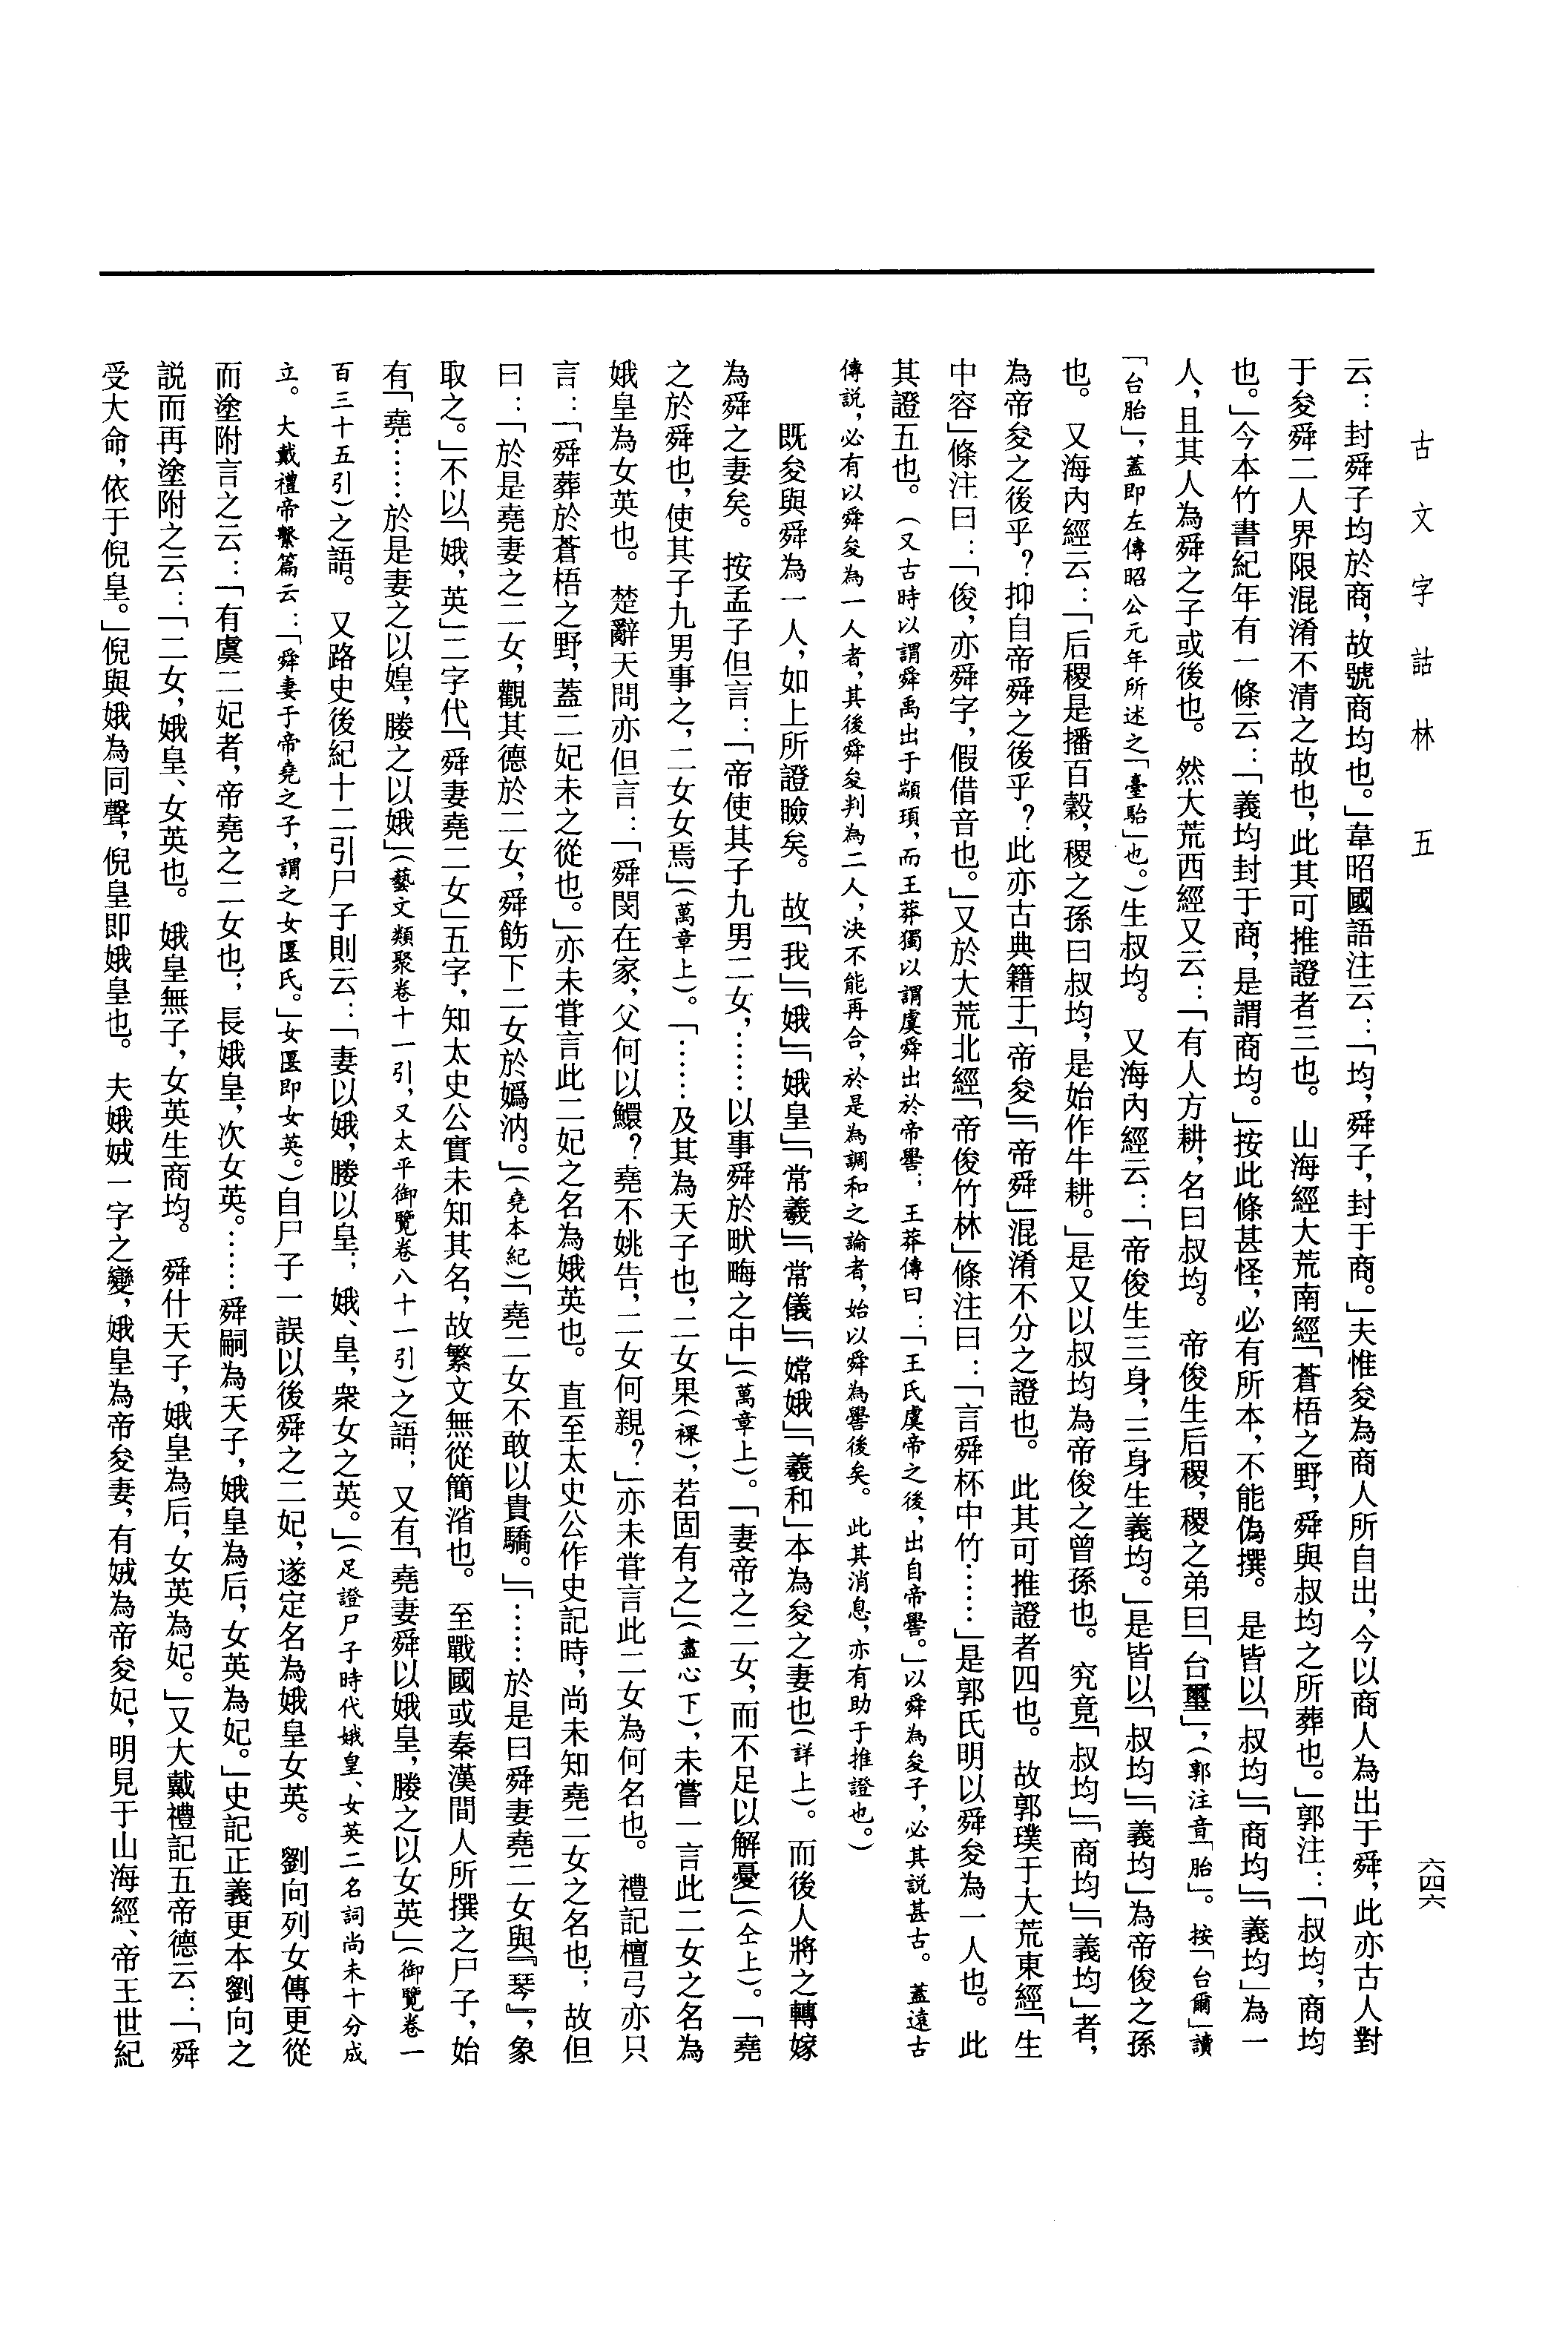 古文字詁林　五
六四六
云：封舜子均於商，故號商均也。」韋昭國語注云：「均，舜子，封于商。」夫惟夋為商人所自出，今以商人為出于舜，此亦古人對
于夋舜二人界限混淆不清之故也，此其可推證者三也。山海經大荒南經「蒼梧之野，舜與叔均之所葬也。」郭注：「叔均，商均
也。」今本竹書紀年有一條云：「義均封于商，是謂商均。」按此條甚怪，必有所本，不能偽撰。是皆以「叔均」「商均」「義均」為一
人，且其人為舜之子或後也。然大荒西經又云：「有人方耕，名曰叔均。帝俊生后稷，稷之弟曰「台璽」，（郭注音「胎」。按「台爾」讀
「台胎」，蓋即左傳昭公元年所述之「臺駘」也。）生叔均。又海內經云：「帝俊生三身，三身生義均。」是皆以「叔均」「義均」為帝俊之孫
也。又海內經云：「后稷是播百穀，稷之孫曰叔均，是始作牛耕。」是又以叔均為帝俊之曾孫也。究竟「叔均」「商均」「義均」者，
為帝夋之後乎？抑自帝舜之後乎？此亦古典籍于「帝夋」「帝舜」混淆不分之證也。此其可推證者四也。故郭璞于大荒東經「生
中容」條注曰：「俊，亦舜字，假借音也。」又於大荒北經「帝俊竹林」條注曰：「言舜杯中竹……」是郭氏明以舜夋為一人也。此
其證五也。（又古時以謂舜禹出于顓頊，而王莽獨以謂虞舜出於帝嚳；王莽傳曰：「王氏虞帝之後，出自帝嚳。」以舜為夋子，必其說甚古。蓋遠古
傳説，必有以舜夋為一人者，其後舜夋判為二人，決不能再合，於是為調和之論者，始以舜為嚳後矣。此其消息，亦有助于推證也。）
既夋與舜為一人，如上所證驗矣。故「我」「娥」「娥皇」「常羲」「常儀」「嫦娥」「羲和」本為夋之妻也（詳上）。而後人將之轉嫁
為舜之妻矣。按孟子但言：「帝使其子九男二女，……以事舜於畎畮之中」（萬章上）。「妻帝之二女，而不足以解憂」（仝上）。「堯
之於舜也，使其子九男事之，二女女焉」（萬章上）。「……及其為天子也，二女果（祼），若固有之」（盡心下），未嘗一言此二女之名為
娥皇為女英也。楚辭天問亦但言：「舜閔在家，父何以鱞？堯不姚告，二女何親？」亦未嘗言此二女為何名也。禮記檀弓亦只
言：「舜葬於蒼梧之野，蓋二妃未之從也。」亦未嘗言此二妃之名為娥英也。直至太史公作史記時，尚未知堯二女之名也；故但
曰：「於是堯妻之二女，觀其德於二女，舜飭下二女於嬀汭。」（堯本紀）「堯二女不敢以貴驕。」「……於是曰舜妻堯二女與『琴』，象
取之。」不以「娥，英」二字代「舜妻堯二女」五字，知太史公實未知其名，故繁文無從簡渻也。至戰國或秦漢間人所撰之尸子，始
有「堯……於是妻之以媓，媵之以娥」（藝文類聚卷十一引，又太平御覽卷八十一引）之語；又有「堯妻舜以娥皇，媵之以女英」（御覽卷一
百三十五引）之語。又路史後紀十二引尸子則云：「妻以娥，媵以皇；娥、皇，衆女之英。」（足證尸子時代娥皇、女英二名詞尚未十分成
立。大戴禮帝繫篇云：「舜妻于帝堯之子，謂之女匽氏。」女匽即女英。）自尸子一誤以後舜之二妃，遂定名為娥皇女英。劉向列女傳更從
而塗附言之云：「有虞二妃者，帝堯之二女也；長娥皇，次女英。……舜嗣為天子，娥皇為后，女英為妃。」史記正義更本劉向之
説而再塗附之云：「二女，娥皇、女英也。娥皇無子，女英生商均。舜什天子，娥皇為后，女英為妃。」又大戴禮記五帝德云：「舜
受大命，依于倪皇。」倪與娥為同聲，倪皇即娥皇也。夫娥娀一字之變，娥皇為帝夋妻，有娀為帝夋妃，明見于山海經、帝王世紀